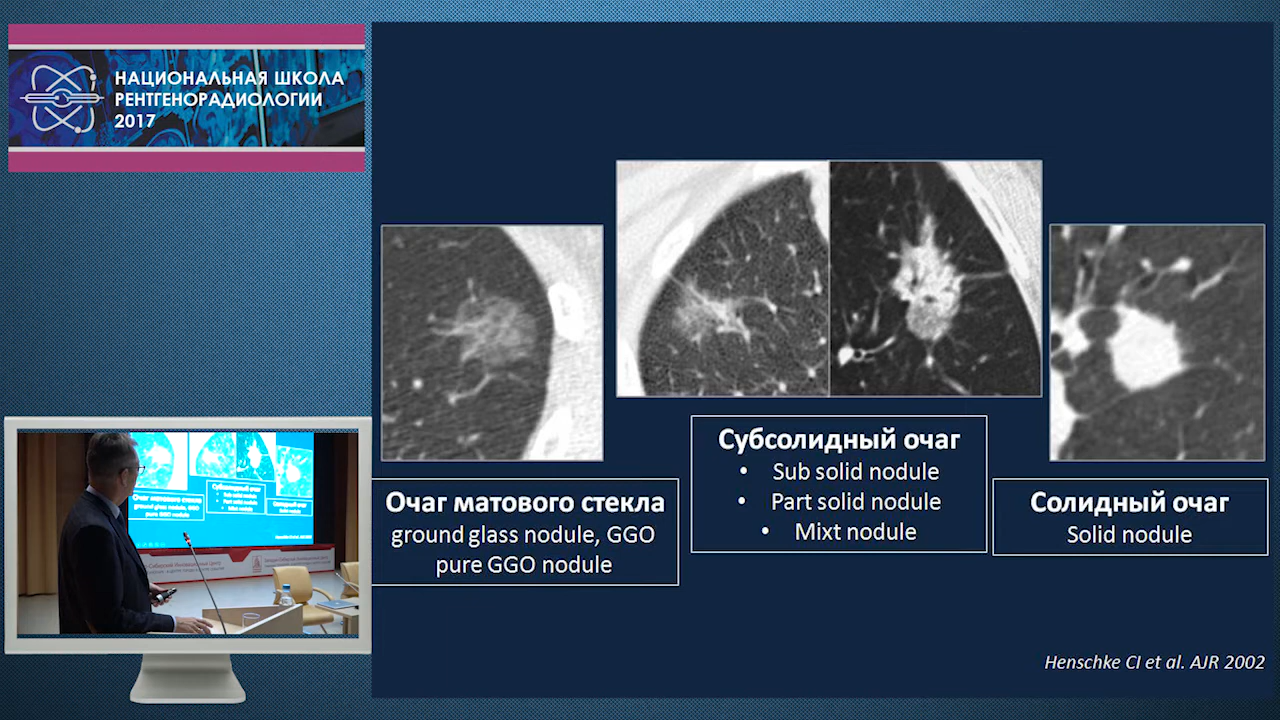 НАЦИОНАЛЬНАЯ ШКОЛА
РЕНТГЕНОРАДИОЛОГИИ
2017
Очаг матового стекла
ground glass nodule, GGO
pure GGO nodule
Субсолидный очаг
• Sub solid nodule
• Part solid nodule
• Mixt nodule
Солидный очаг
Solid nodule
Henschke CI et al. AJR 2002